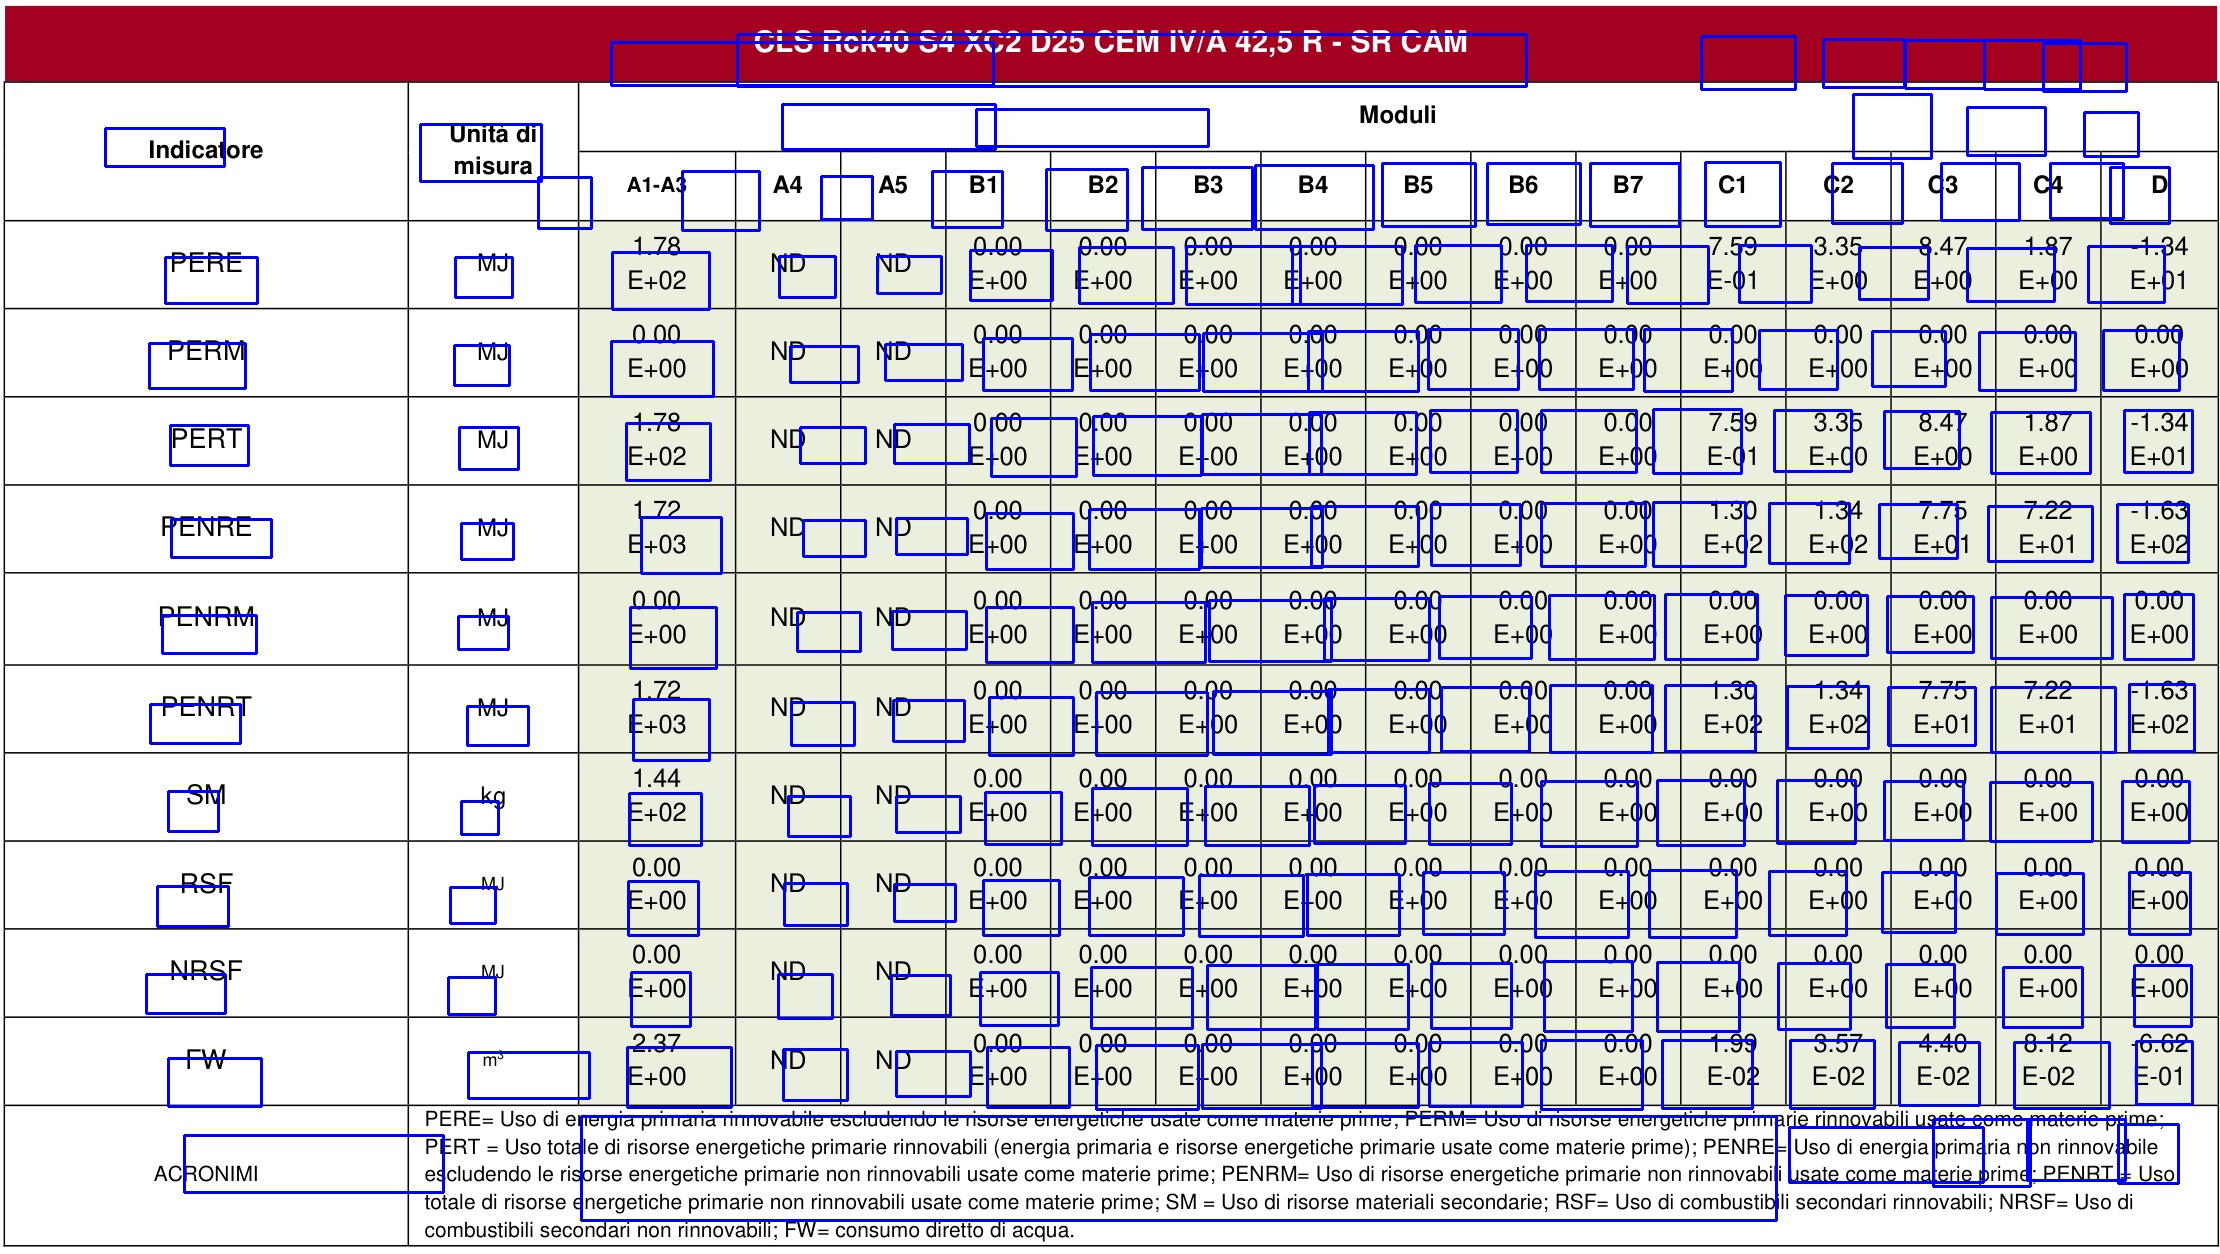 CLS Rck40 S4 XC2 D25 CEM IV/A 42,5 R - SR CAM
Indicatore Unità di misura Moduli
A1-A3 A4 A5 B1 B2 B3 B4 B5 B6 B7 C1 C2 C3 C4 D
PERE MJ 1.78 E+02 ND ND 0.00 E+00 0.00 E+00 0.00 E+00 0.00 E+00 0.00 E+00 0.00 E+00 0.00 E+00 7.59 E-01 3.35 E+00 8.47 E+00 1.87 E+00 -1.34 E+01
PERM MJ 0.00 E+00 ND ND 0.00 E+00 0.00 E+00 0.00 E+00 0.00 E+00 0.00 E+00 0.00 E+00 0.00 E+00 0.00 E+00 0.00 E+00 0.00 E+00 0.00 E+00 0.00 E+00
PERT MJ 1.78 E+02 ND ND 0.00 E+00 0.00 E+00 0.00 E+00 0.00 E+00 0.00 E+00 0.00 E+00 0.00 E+00 7.59 E-01 3.35 E+00 8.47 E+00 1.87 E+00 -1.34 E+01
PENRE MJ 1.72 E+03 ND ND 0.00 E+00 0.00 E+00 0.00 E+00 0.00 E+00 0.00 E+00 0.00 E+00 0.00 E+00 1.30 E+02 1.34 E+02 7.75 E+01 7.22 E+01 -1.63 E+02
PENRM MJ 0.00 E+00 ND ND 0.00 E+00 0.00 E+00 0.00 E+00 0.00 E+00 0.00 E+00 0.00 E+00 0.00 E+00 0.00 E+00 0.00 E+00 0.00 E+00 0.00 E+00 0.00 E+00
PENRT MJ 1.72 E+03 ND ND 0.00 E+00 0.00 E+00 0.00 E+00 0.00 E+00 0.00 E+00 0.00 E+00 0.00 E+00 1.30 E+02 1.34 E+02 7.75 E+01 7.22 E+01 -1.63 E+02
SM kg 1.44 E+02 ND ND 0.00 E+00 0.00 E+00 0.00 E+00 0.00 E+00 0.00 E+00 0.00 E+00 0.00 E+00 0.00 E+00 0.00 E+00 0.00 E+00 0.00 E+00 0.00 E+00
RSF MJ 0.00 E+00 ND ND 0.00 E+00 0.00 E+00 0.00 E+00 0.00 E+00 0.00 E+00 0.00 E+00 0.00 E+00 0.00 E+00 0.00 E+00 0.00 E+00 0.00 E+00 0.00 E+00
NRSF MJ 0.00 E+00 ND ND 0.00 E+00 0.00 E+00 0.00 E+00 0.00 E+00 0.00 E+00 0.00 E+00 0.00 E+00 0.00 E+00 0.00 E+00 0.00 E+00 0.00 E+00 0.00 E+00
FW m³ 2.37 E+00 ND ND 0.00 E+00 0.00 E+00 0.00 E+00 0.00 E+00 0.00 E+00 0.00 E+00 0.00 E+00 1.99 E-02 3.57 E-02 4.40 E-02 8.12 E-02 -6.62 E-01
ACRONIMI
PERE= Uso di energia primaria rinnovabile escludendo le risorse energetiche usate come materie prime; PERM= Uso di risorse energetiche primarie rinnovabili usate come materie prime;
PERT = Uso totale di risorse energetiche primarie rinnovabili (energia primaria e risorse energetiche primarie usate come materie prime); PENRE= Uso di energia primaria non rinnovabile
escludendo le risorse energetiche primarie non rinnovabili usate come materie prime; PENRM= Uso di risorse energetiche primarie non rinnovabili usate come materie prime; PENRT = Uso
totale di risorse energetiche primarie non rinnovabili usate come materie prime; SM = Uso di risorse materiali secondarie; RSF= Uso di combustibili secondari rinnovabili; NRSF= Uso di
combustibili secondari non rinnovabili; FW= consumo diretto di acqua.